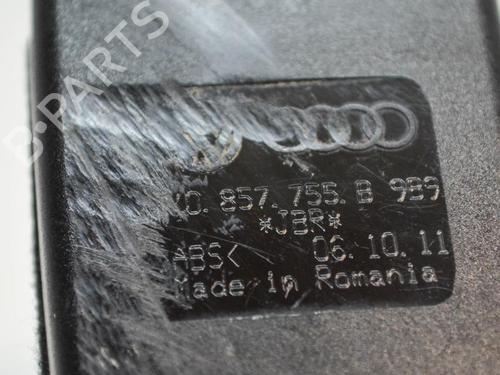 B-PARTS
0. 857. 755. B 9B9
*JBR*
ABS< 06.10.11
Made in Romania